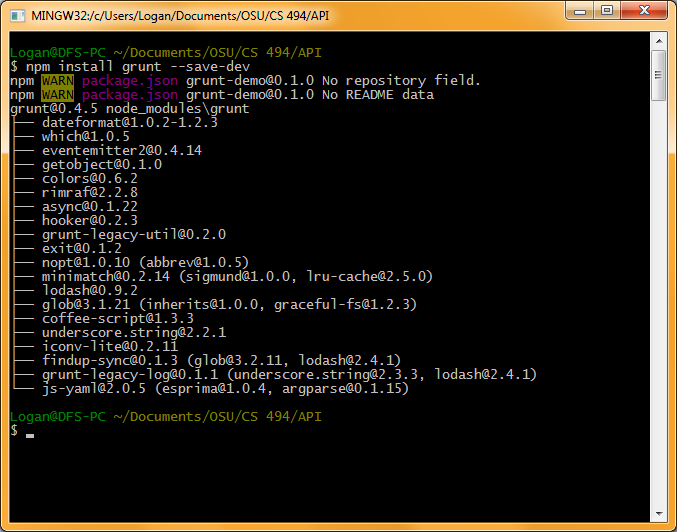 MINGW32:/c/Users/Logan/Documents/OSU/CS 494/API
Logan@DFS-PC ~/Documents/OSU/CS 494/API
$ npm install grunt --save-dev
npm WARN package.json grunt-demo@0.1.0 No repository field.
npm WARN package.json grunt-demo@0.1.0 No README data
grunt@0.4.5 node_modules\grunt
├── dateformat@1.0.2-1.2.3
├── which@1.0.5
├── eventemitter2@0.4.14
├── getobject@0.1.0
├── colors@0.6.2
├── rimraf@2.2.8
├── async@0.1.22
├── hooker@0.2.3
├── grunt-legacy-util@0.2.0
├── exit@0.1.2
├── nopt@1.0.10 (abbrev@1.0.5)
├── minimatch@0.2.14 (sigmund@1.0.0, lru-cache@2.5.0)
├── lodash@0.9.2
├── glob@3.1.21 (inherits@1.0.0, graceful-fs@1.2.3)
├── coffee-script@1.3.3
├── underscore.string@2.2.1
├── iconv-lite@0.2.11
├── findup-sync@0.1.3 (glob@3.2.11, lodash@2.4.1)
├── grunt-legacy-log@0.1.1 (underscore.string@2.3.3, lodash@2.4.1)
└── js-yaml@2.0.5 (esprima@1.0.4, argparse@0.1.15)
Logan@DFS-PC ~/Documents/OSU/CS 494/API
$